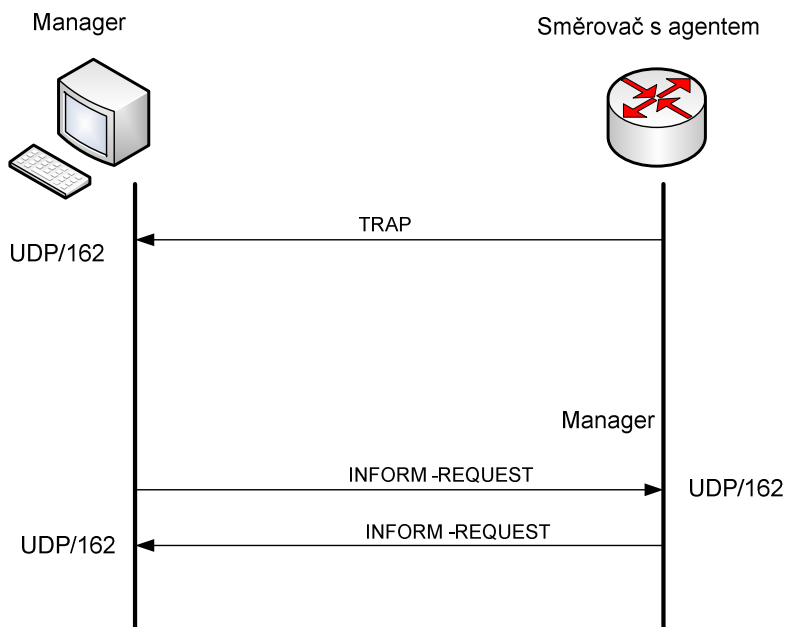 Manager
Směrovač s agentem
TRAP
UDP/162
Manager
INFORM -REQUEST
UDP/162
INFORM -REQUEST
UDP/162